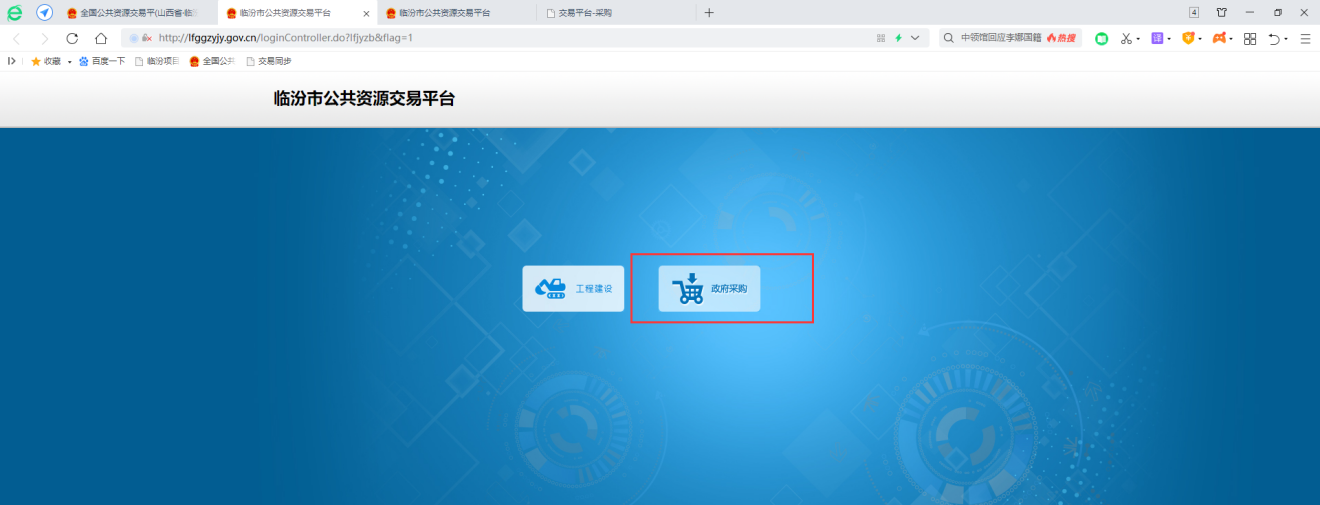 全国公共资源交易平(山西省·临汾
临汾市公共资源交易平台
临汾市公共资源交易平台
交易平台-采购
4
http://lfggzyjy.gov.cn/loginController.do?lfjyzb&flag=1
中领馆回应李娜国籍 热搜
收藏 百度一下 临汾项目 全国公共 交易同步
临汾市公共资源交易平台
工程建设 政府采购